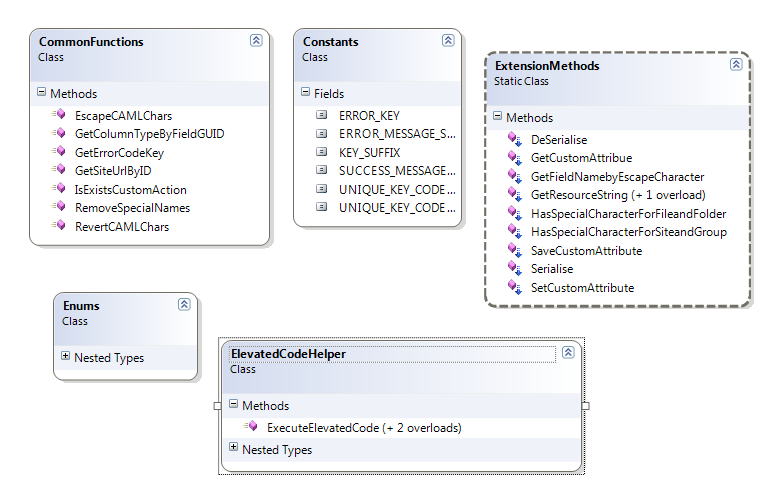 CommonFunctions
Class
Methods
EscapeCAMLChars
GetColumnTypeByFieldGUID
GetErrorCodeKey
GetSiteUrlByID
IsExistsCustomAction
RemoveSpecialNames
RevertCAMLChars
Constants
Class
Fields
ERROR_KEY
ERROR_MESSAGE_S...
KEY_SUFFIX
SUCCESS_MESSAGE...
UNIQUE_KEY_CODE...
UNIQUE_KEY_CODE...
ExtensionMethods
Static Class
Methods
DeSerialise
GetCustomAttribue
GetFieldNamebyEscapeCharacter
GetResourceString (+ 1 overload)
HasSpecialCharacterForFileandFolder
HasSpecialCharacterForSiteandGroup
SaveCustomAttribute
Serialise
SetCustomAttribute
Enums
Class
Nested Types
ElevatedCodeHelper
Class
Methods
ExecuteElevatedCode (+ 2 overloads)
Nested Types